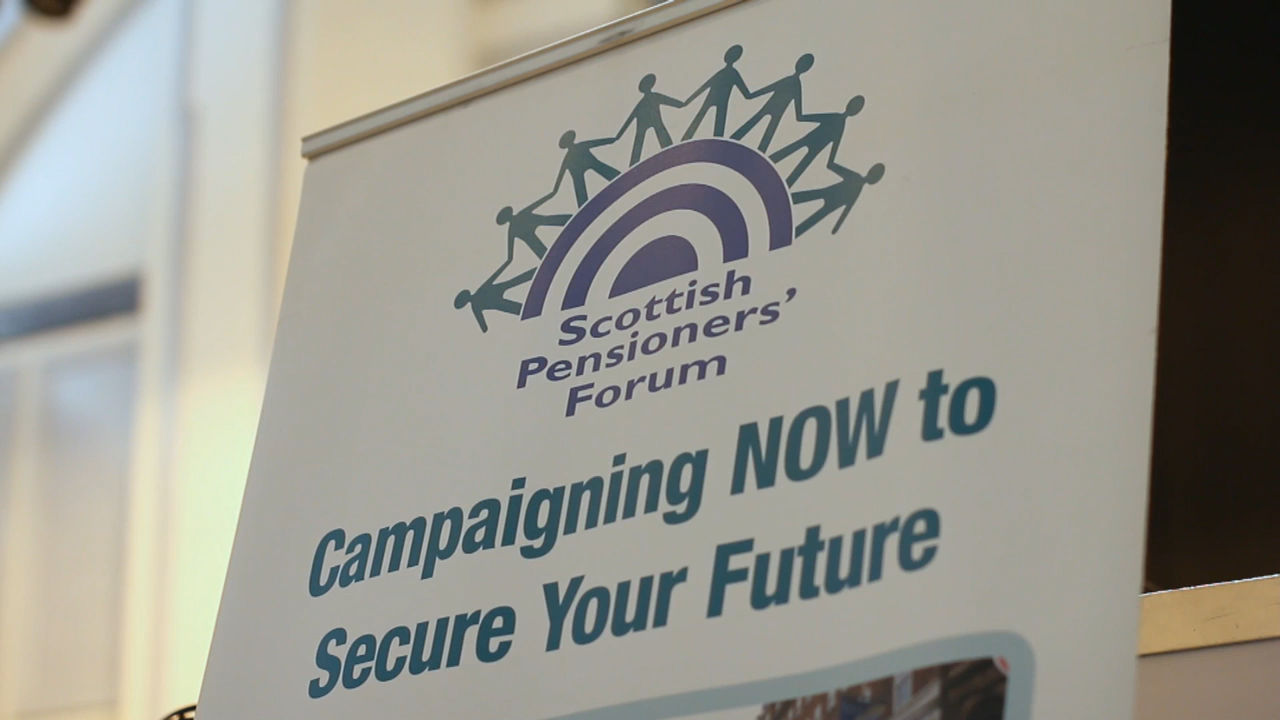 Scottish
Pensioners’
Forum
Campaigning NOW to
Secure Your Future